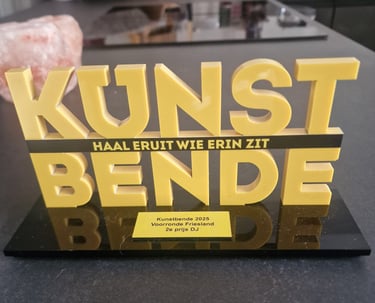 KUNST
HAAL ERUIT WIE ERIN ZIT
BENDE
Kunstbende 2025
Voorronde Friesland
2e prijs DJ